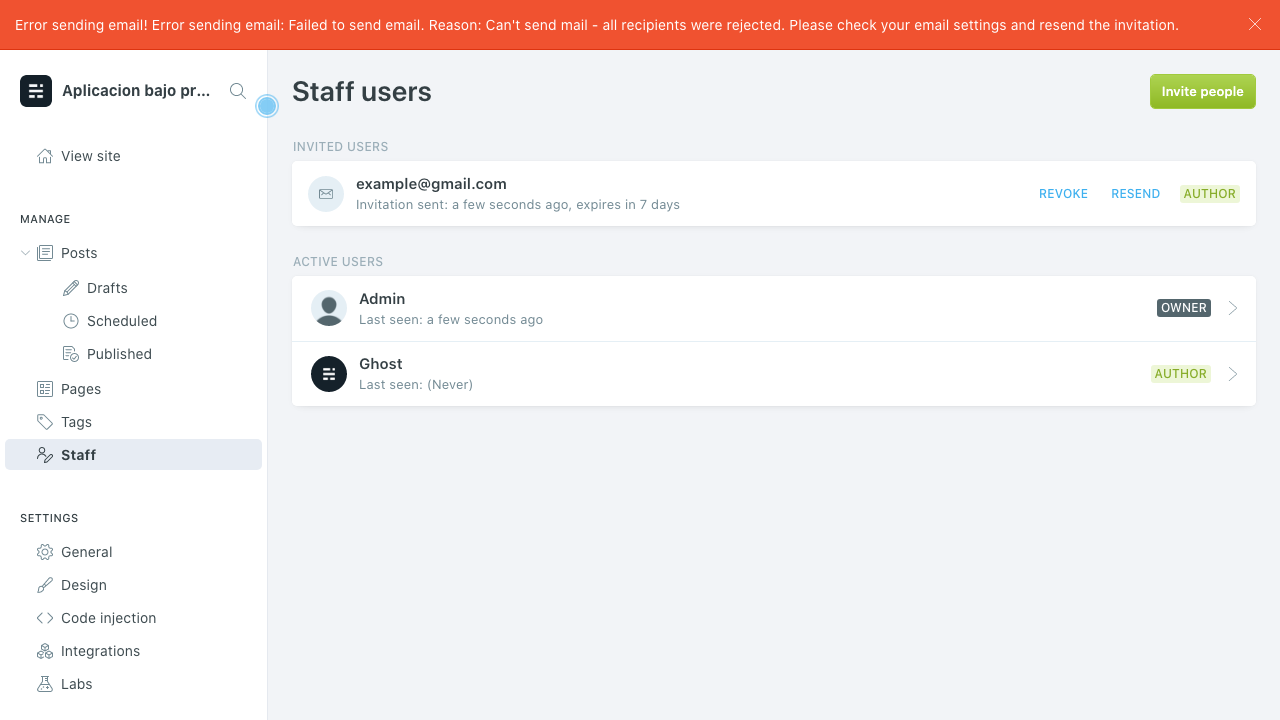 Error sending email! Error sending email: Failed to send email. Reason: Can't send mail - all recipients were rejected. Please check your email settings and resend the invitation.
Aplicacion bajo pr...
Staff users
Invite people
View site
INVITED USERS
example@gmail.com
Invitation sent: a few seconds ago, expires in 7 days
REVOKE
RESEND
AUTHOR
MANAGE
Posts
Drafts
Scheduled
Published
Pages
Tags
Staff
ACTIVE USERS
Admin
Last seen: a few seconds ago
OWNER
Ghost
Last seen: (Never)
AUTHOR
SETTINGS
General
Design
Code injection
Integrations
Labs